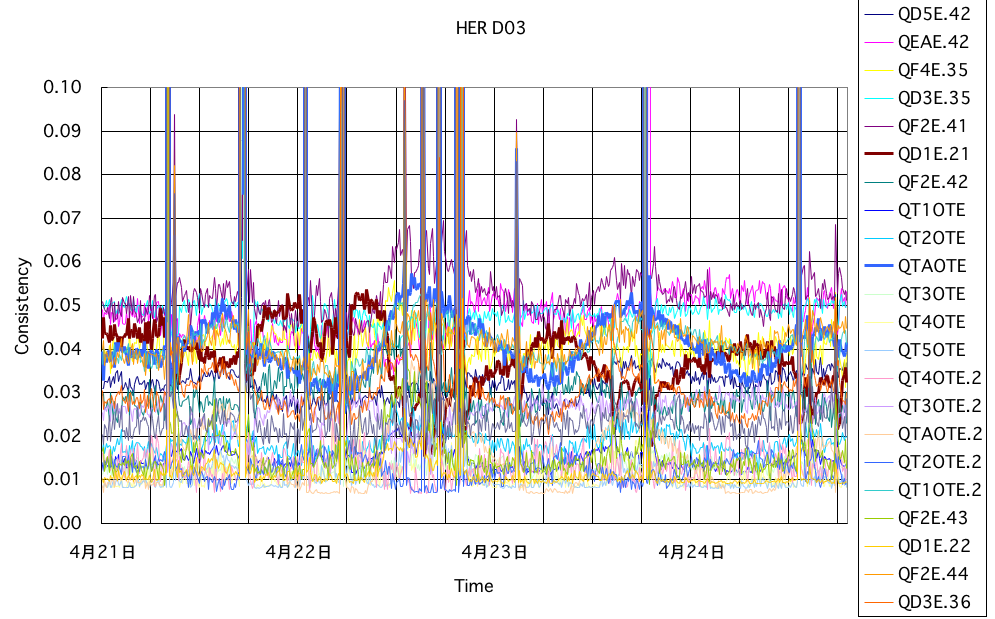 HER D03
Consistency
0.10
0.09
0.08
0.07
0.06
0.05
0.04
0.03
0.02
0.01
0.00
4月21日 4月22日 4月23日 4月24日
Time
QD5E.42
QEAE.42
QF4E.35
QD3E.35
QF2E.41
QD1E.21
QF2E.42
QT1OTE
QT2OTE
QTAOTE
QT3OTE
QT4OTE
QT5OTE
QT4OTE.2
QT3OTE.2
QTAOTE.2
QT2OTE.2
QT1OTE.2
QF2E.43
QD1E.22
QF2E.44
QD3E.36